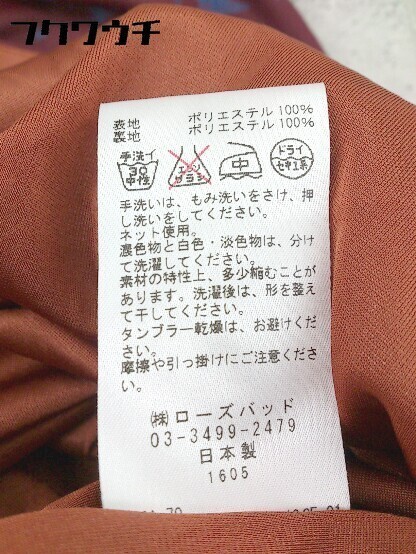 フクワウチ
表地 ポリエステル 100%
裏地 ポリエステル 100%
手洗イ 30 中性 エンソ サラシ 中 ドライ セキユ系
手洗いは、もみ洗いをさけ、押
し洗いをしてください。
ネット使用。
濃色物と白色・淡色物は、分け
て洗濯してください。
素材の特性上、多少縮むことが
あります。洗濯後は、形を整え
て干してください。
タンブラー乾燥は、お避けくだ
さい。
摩擦や引っ掛けにご注意くださ
い。
㈱ローズバッド
03-3499-2479
日本製
1605